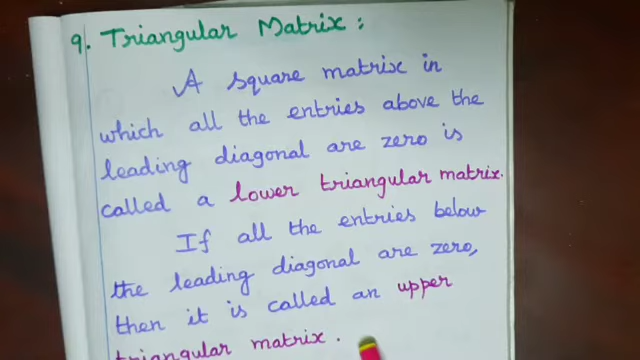 9. Triangular Matrix :
A square matrix in
which all the entries above the
leading diagonal are zero is
called a lower triangular matrix.
If all the entries below
the leading diagonal are zero,
then it is called an upper
triangular matrix.